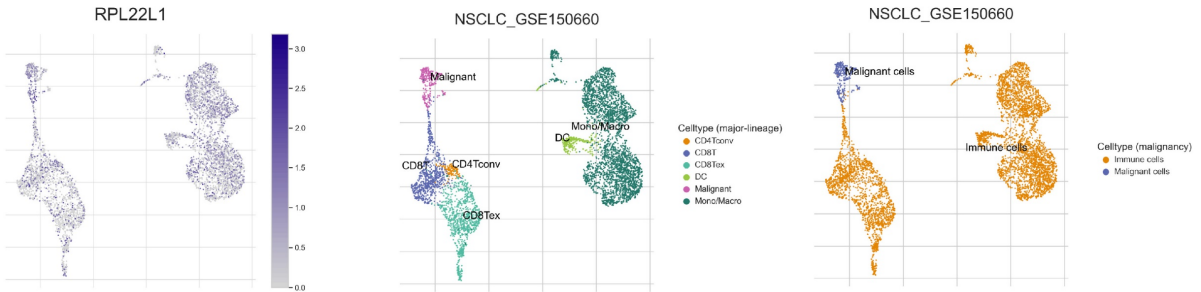 RPL22L1
3.0
2.5
2.0
1.5
1.0
0.5
0.0
NSCLC_GSE150660
Malignant
Mono/Macro
DC
CD8T
CD4Tconv
CD8Tex
Celltype (major-lineage)
CD4Tconv
CD8T
CD8Tex
DC
Malignant
Mono/Macro
NSCLC_GSE150660
Malignant cells
Immune cells
Celltype (malignancy)
Immune cells
Malignant cells